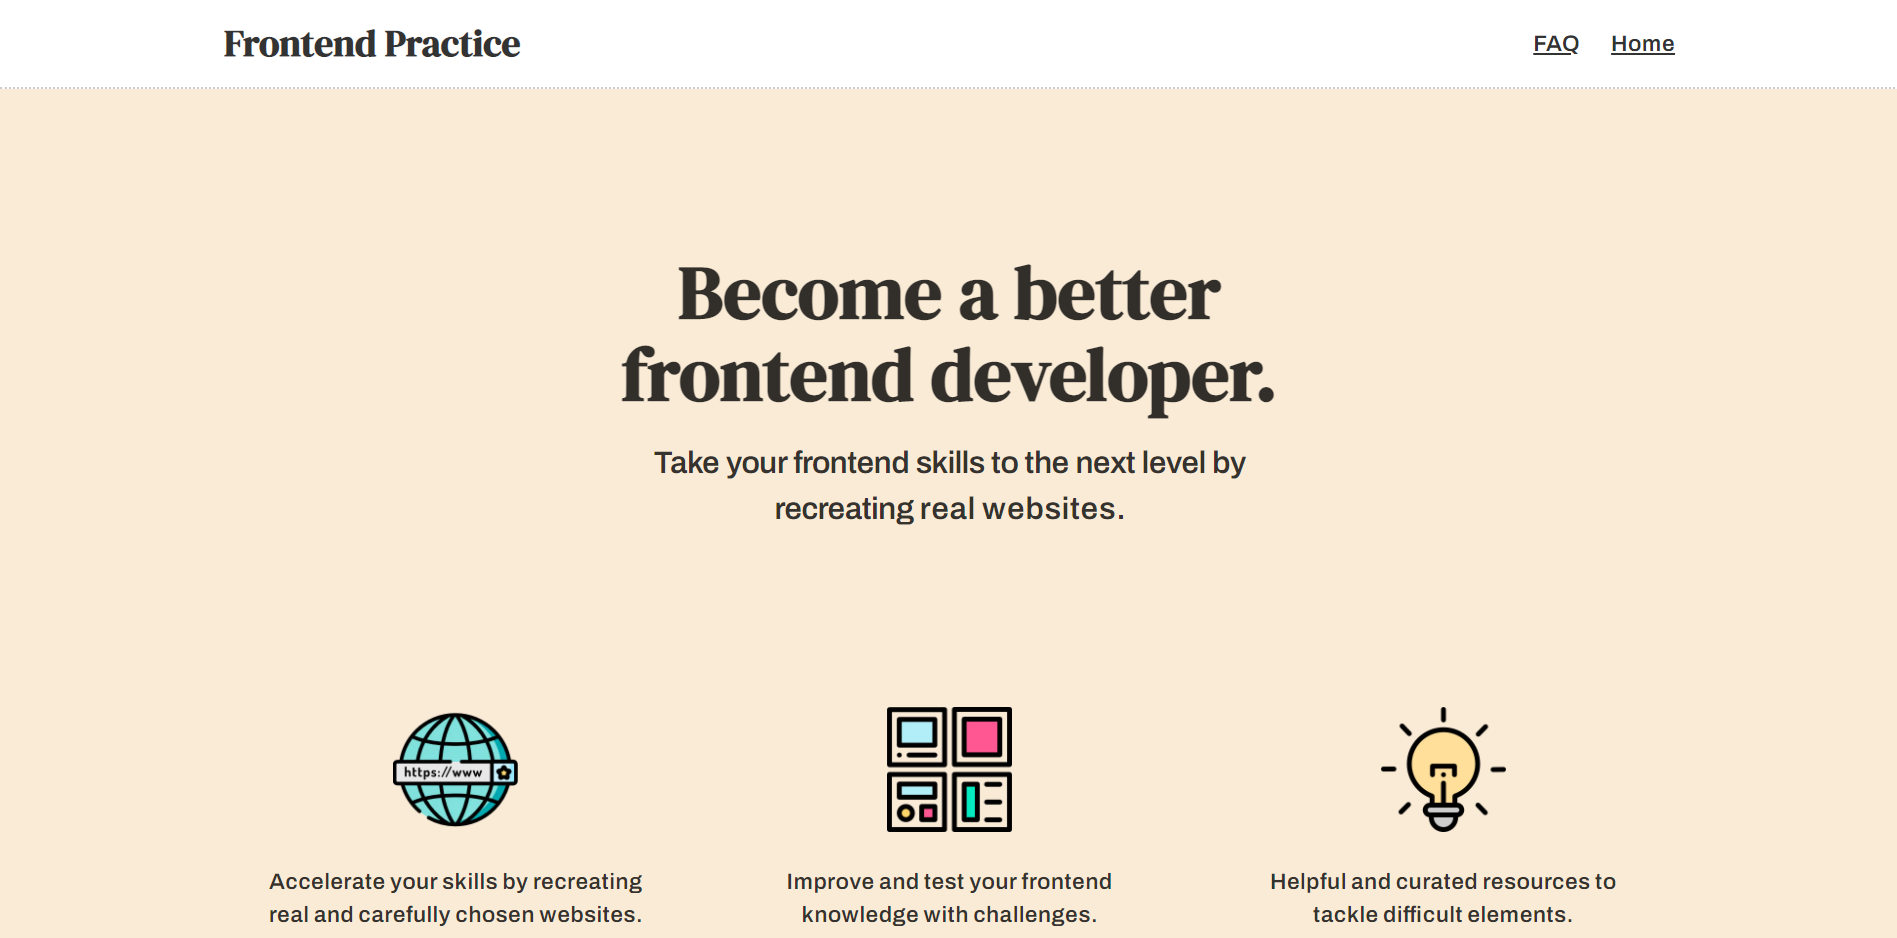 Frontend Practice
FAQ Home
Become a better
frontend developer.
Take your frontend skills to the next level by
recreating real websites.
https://www
Accelerate your skills by recreating
real and carefully chosen websites.
Improve and test your frontend
knowledge with challenges.
Helpful and curated resources to
tackle difficult elements.